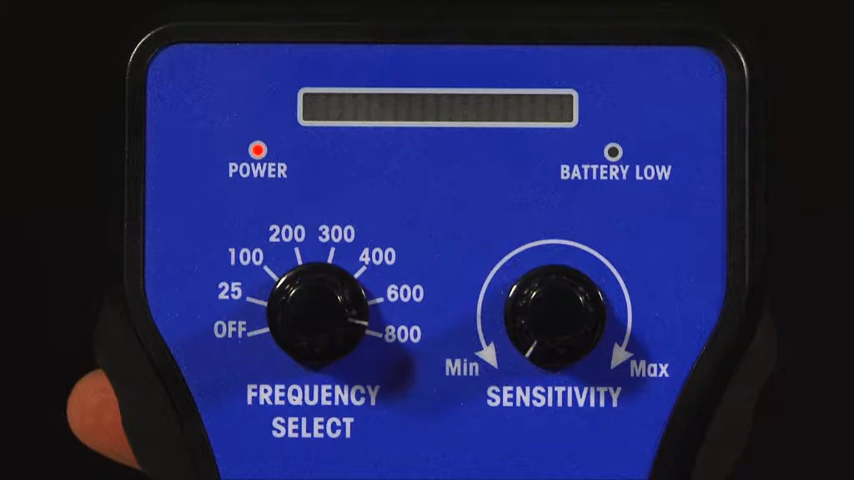 POWER
BATTERY LOW
200 300
100 400
25 600
OFF 800
Min Max
FREQUENCY
SELECT
SENSITIVITY